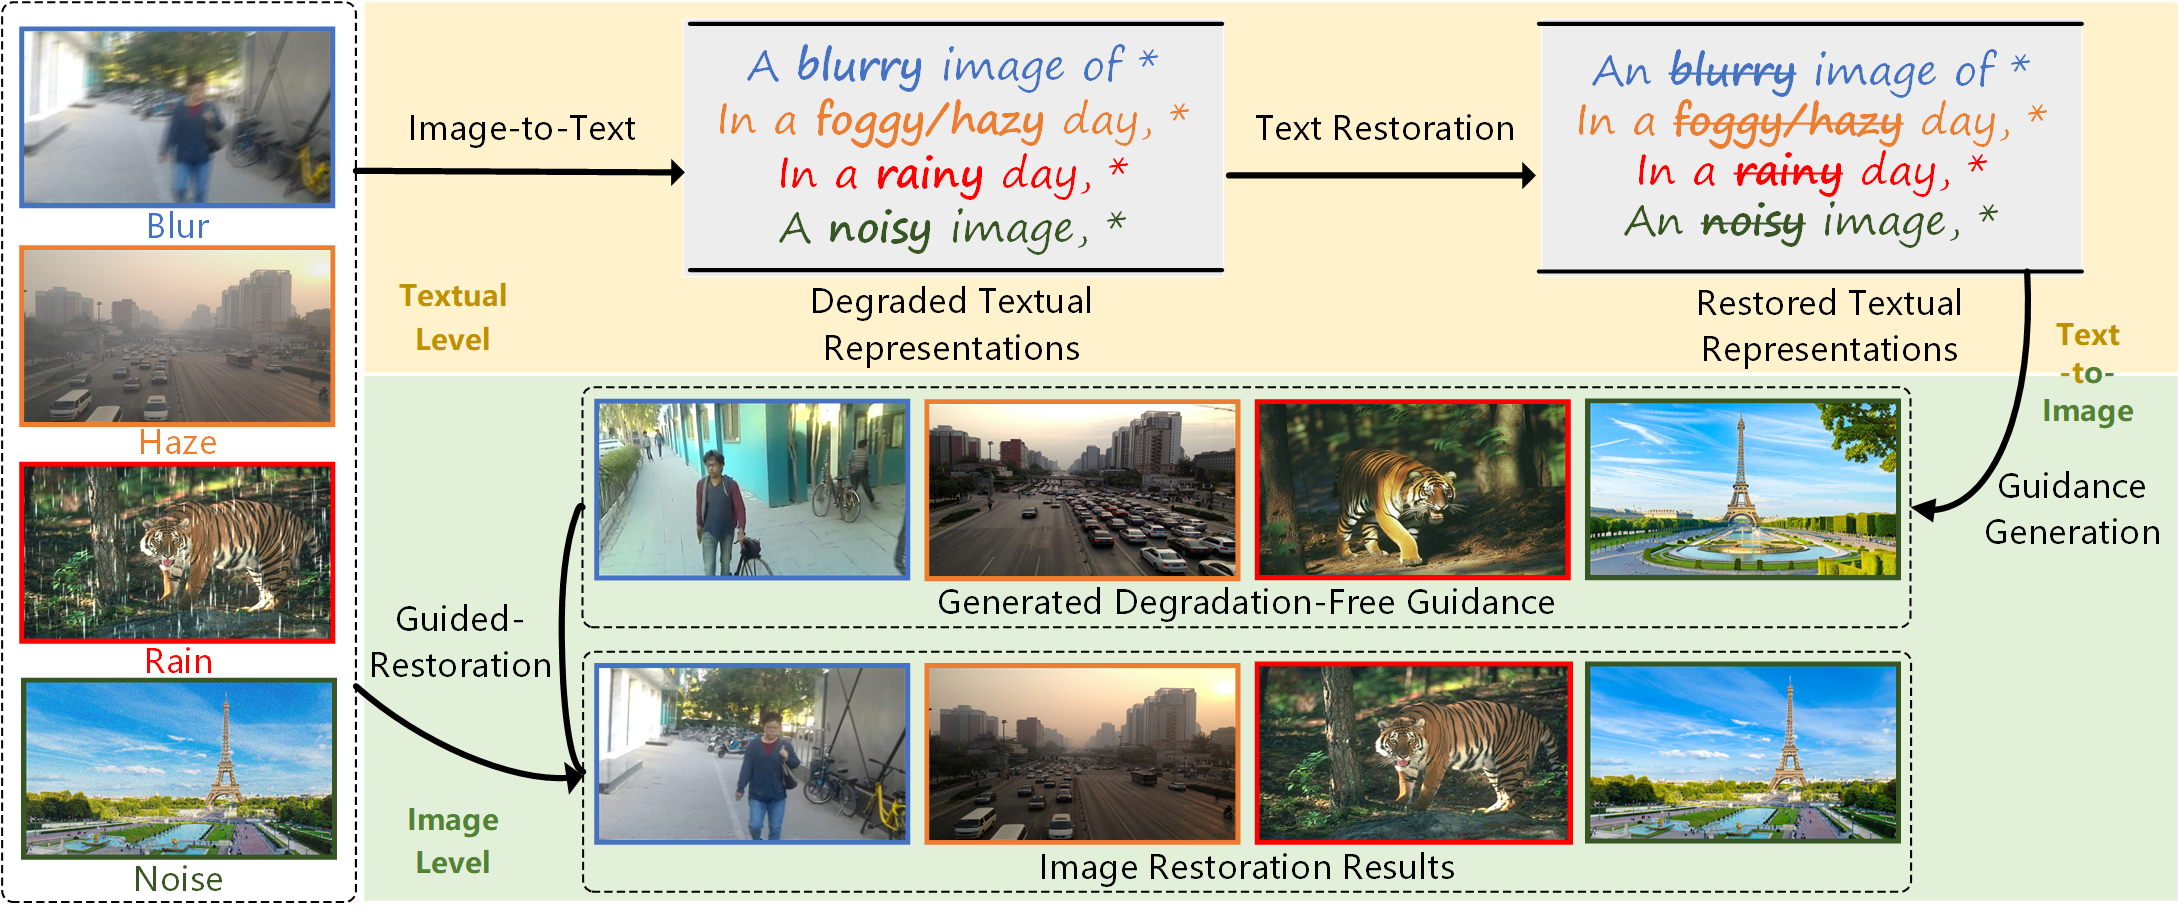 Blur
Haze
Rain
Noise
Image-to-Text
A blurry image of *
In a foggy/hazy day, *
In a rainy day, *
A noisy image, *
Degraded Textual
Representations
Text Restoration
An blurry image of *
In a foggy/hazy day, *
In a rainy day, *
An noisy image, *
Restored Textual
Representations
Textual
Level
Text
-to-
Image
Guidance
Generation
Generated Degradation-Free Guidance
Guided-
Restoration
Image Restoration Results
Image
Level